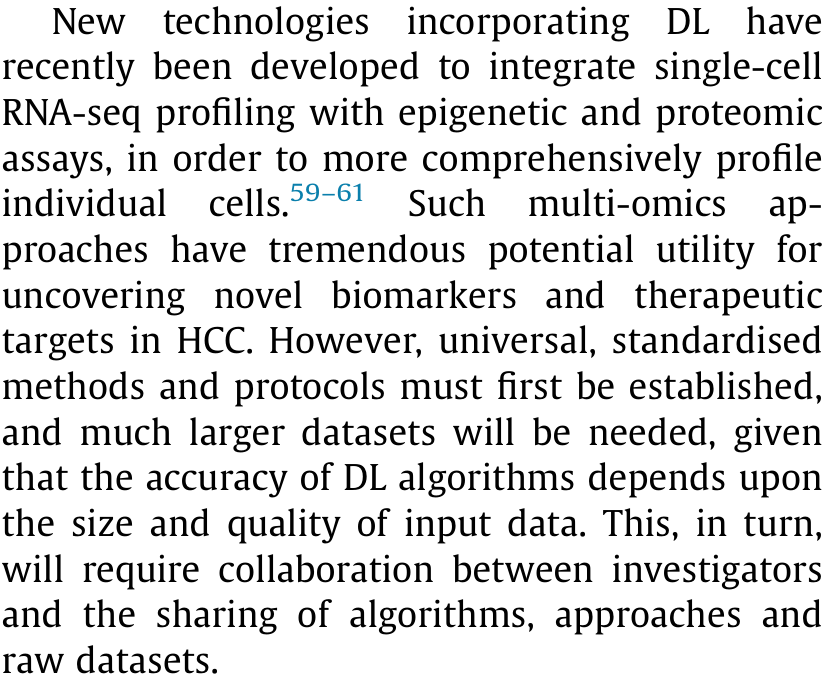 New technologies incorporating DL have
recently been developed to integrate single-cell
RNA-seq profiling with epigenetic and proteomic
assays, in order to more comprehensively profile
individual cells.59–61 Such multi-omics ap-
proaches have tremendous potential utility for
uncovering novel biomarkers and therapeutic
targets in HCC. However, universal, standardised
methods and protocols must first be established,
and much larger datasets will be needed, given
that the accuracy of DL algorithms depends upon
the size and quality of input data. This, in turn,
will require collaboration between investigators
and the sharing of algorithms, approaches and
raw datasets.